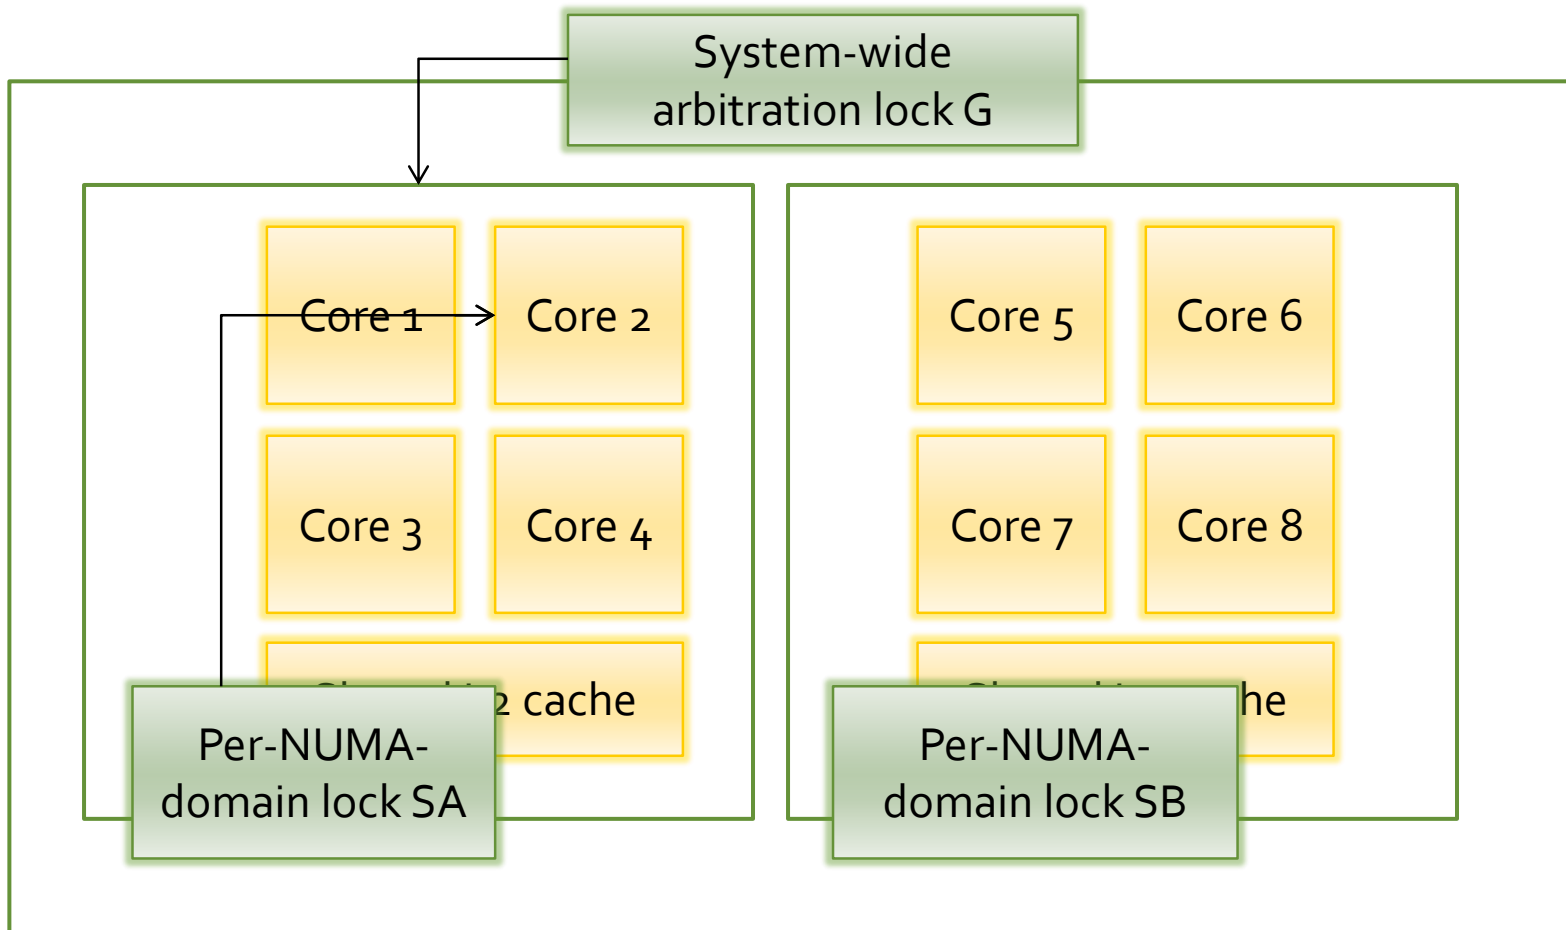 System-wide
arbitration lock G
Core 1
Core 2
Core 5
Core 6
Core 3
Core 4
Core 7
Core 8
2 cache
he
Per-NUMA-
domain lock SA
Per-NUMA-
domain lock SB